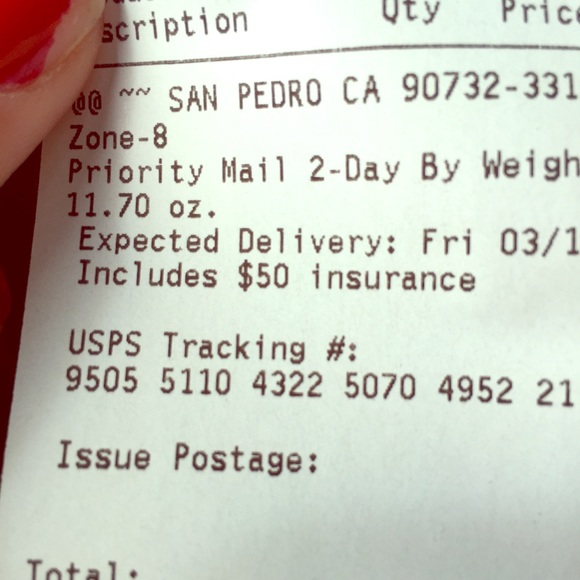 scription Qty Price
@@ ~~ SAN PEDRO CA 90732-331
Zone-8
Priority Mail 2-Day By Weigh
11.70 oz.
Expected Delivery: Fri 03/1
Includes $50 insurance
USPS Tracking #:
9505 5110 4322 5070 4952 21
Issue Postage:
Total: